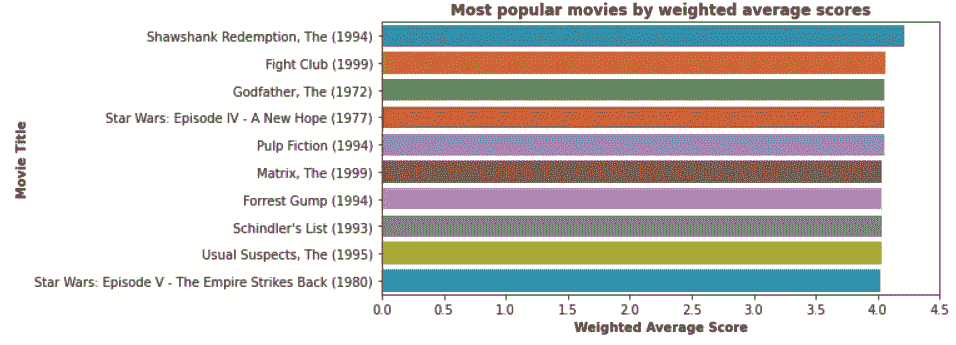 Most popular movies by weighted average scores
Movie Title
Shawshank Redemption, The (1994)
Fight Club (1999)
Godfather, The (1972)
Star Wars: Episode IV - A New Hope (1977)
Pulp Fiction (1994)
Matrix, The (1999)
Forrest Gump (1994)
Schindler's List (1993)
Usual Suspects, The (1995)
Star Wars: Episode V - The Empire Strikes Back (1980)
0.0 0.5 1.0 1.5 2.0 2.5 3.0 3.5 4.0 4.5
Weighted Average Score